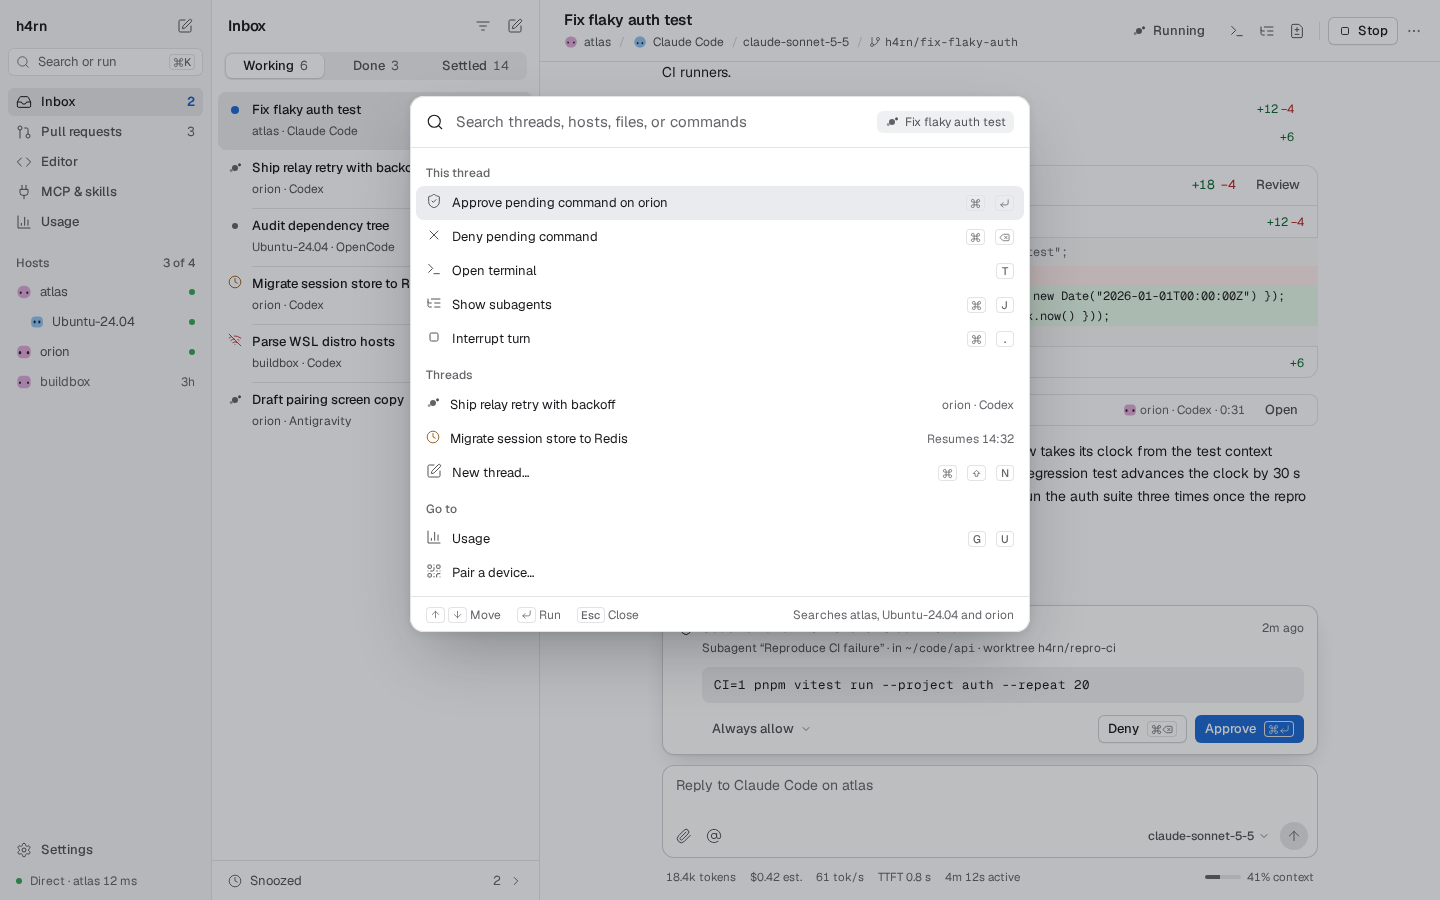 h4rn
Search or run ⌘K
Inbox 2
Pull requests 3
Editor
MCP & skills
Usage
Hosts 3 of 4
atlas
Ubuntu-24.04
orion
buildbox 3h
Settings
Direct · atlas 12 ms
Inbox
Working 6 Done 3 Settled 14
Fix flaky auth test
atlas · Claude Code
Ship relay retry with
orion · Codex
Audit dependency tree
Ubuntu-24.04 · OpenCode
Migrate session store to
orion · Codex
Parse WSL distro hosts
buildbox · Codex
Draft pairing screen copy
orion · Antigravity
Snoozed 2
Fix flaky auth test
atlas / Claude Code / claude-sonnet-5-5 / h4rn/fix-flaky-auth
Running Stop
CI runners.
+12 −4
+6
+18 −4 Review
+12 −4
new Date("2026-01-01T00:00:00Z") });
.now() }));
+6
orion · Codex · 0:31 Open
takes its clock from the test context
regression test advances the clock by 30 s
the auth suite three times once the repro
2m ago
Subagent “Reproduce CI failure” · in ~/code/api · worktree h4rn/repro-ci
CI=1 pnpm vitest run --project auth --repeat 20
Always allow Deny ⌘⌫ Approve ⌘↵
Reply to Claude Code on atlas
claude-sonnet-5-5
18.4k tokens $0.42 est. 61 tok/s TTFT 0.8 s 4m 12s active 41% context
Search threads, hosts, files, or commands Fix flaky auth test
This thread
Approve pending command on orion ⌘ ↵
Deny pending command ⌘ ⌫
Open terminal T
Show subagents ⌘ J
Interrupt turn ⌘ .
Threads
Ship relay retry with backoff orion · Codex
Migrate session store to Redis Resumes 14:32
New thread… ⌘ ⇧ N
Go to
Usage G U
Pair a device…
↑ ↓ Move ↵ Run Esc Close Searches atlas, Ubuntu-24.04 and orion